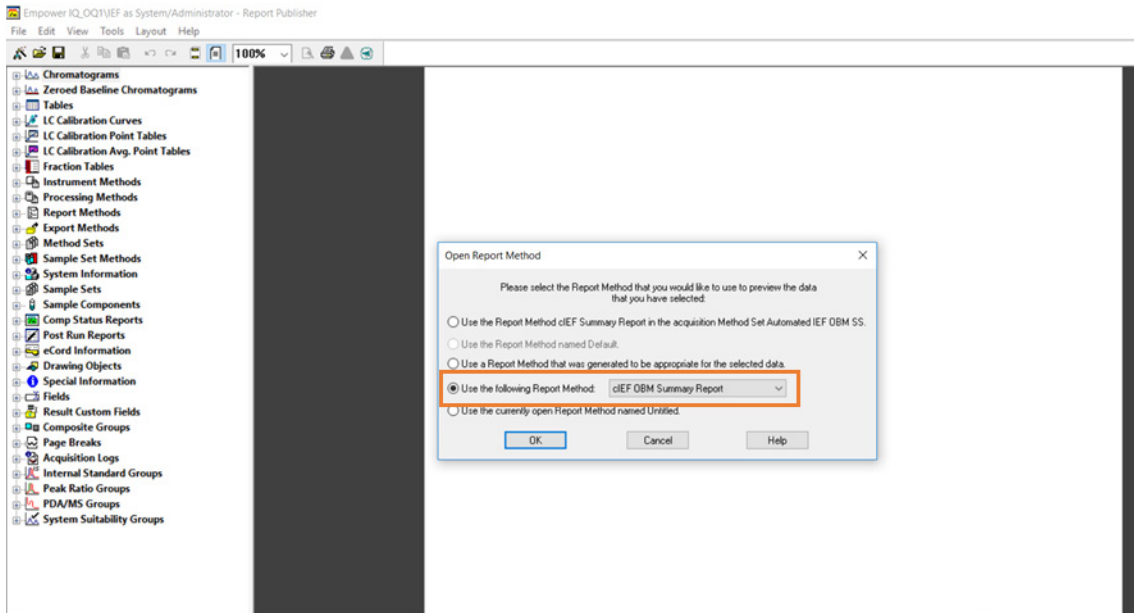 Empower IQ_OQ1\IEF as System/Administrator - Report Publisher
File Edit View Tools Layout Help
100%
Chromatograms
Zeroed Baseline Chromatograms
Tables
LC Calibration Curves
LC Calibration Point Tables
LC Calibration Avg. Point Tables
Fraction Tables
Instrument Methods
Processing Methods
Report Methods
Export Methods
Method Sets
Sample Set Methods
System Information
Sample Sets
Sample Components
Comp Status Reports
Post Run Reports
eCord Information
Drawing Objects
Special Information
Fields
Result Custom Fields
Composite Groups
Page Breaks
Acquisition Logs
Internal Standard Groups
Peak Ratio Groups
PDA/MS Groups
System Suitability Groups
Open Report Method
Please select the Report Method that you would like to use to preview the data
that you have selected:
Use the Report Method cIEF Summary Report in the acquisition Method Set Automated IEF OBM SS.
Use the Report Method named Default.
Use a Report Method that was generated to be appropriate for the selected data.
Use the following Report Method: cIEF OBM Summary Report
Use the currently open Report Method named Untitled.
OK Cancel Help